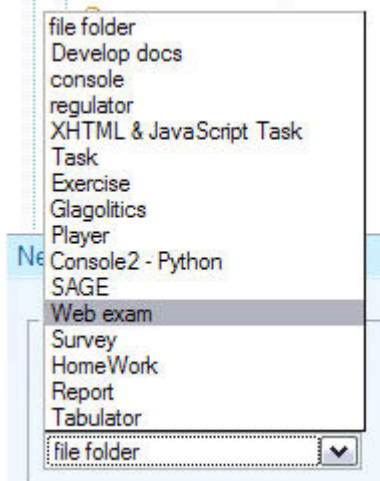 file folder
Develop docs
console
regulator
XHTML & JavaScript Task
Task
Exercise
Glagolitics
Player
Console2 - Python
SAGE
Web exam
Survey
HomeWork
Report
Tabulator
file folder